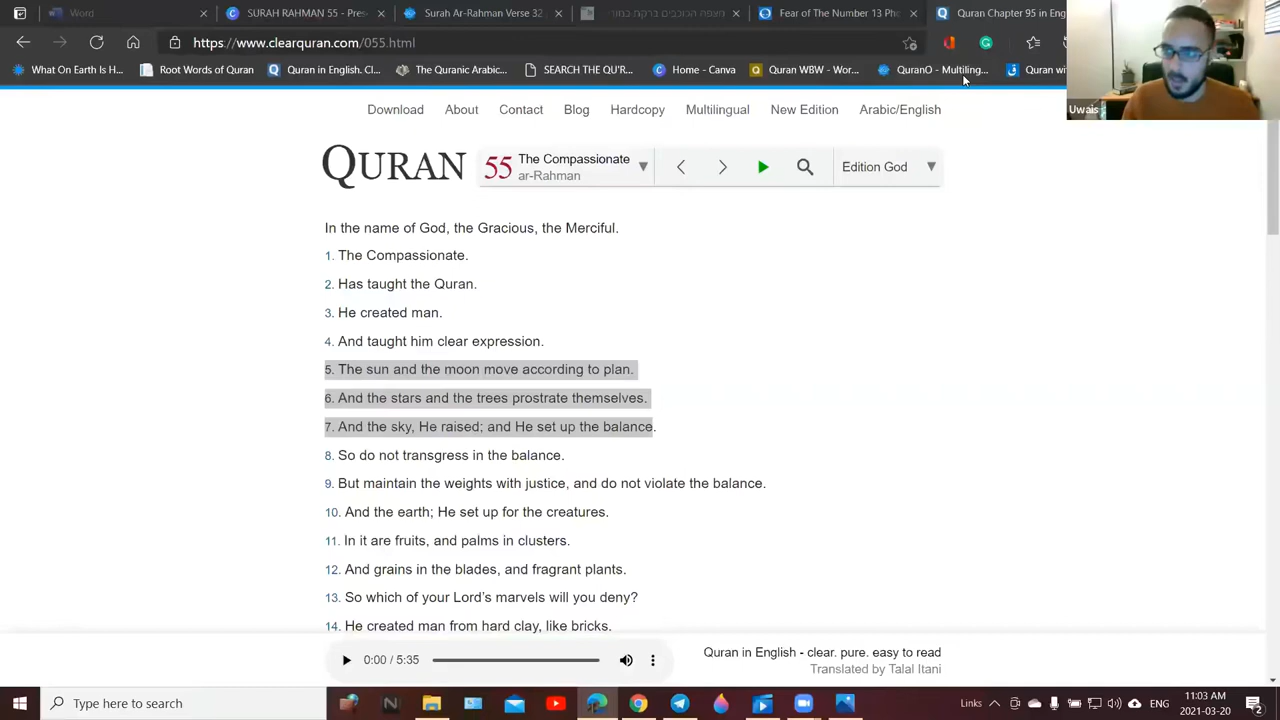 Word
SURAH RAHMAN 55 - Pres
Surah Ar-Rahman Verse 32
Fear of The Number 13 Ph
Quran Chapter 95 in Eng
https://www.clearquran.com/055.html
What On Earth Is H...
Root Words of Quran
Quran in English. Cl...
The Quranic Arabic...
SEARCH THE QU'R...
Home - Canva
Quran WBW - Wor...
QuranO - Multiling...
Quran wi
Uwais
Download
About
Contact
Blog
Hardcopy
Multilingual
New Edition
Arabic/English
QURAN
55
The Compassionate
ar-Rahman
Edition God
In the name of God, the Gracious, the Merciful.
1. The Compassionate.
2. Has taught the Quran.
3. He created man.
4. And taught him clear expression.
5. The sun and the moon move according to plan.
6. And the stars and the trees prostrate themselves.
7. And the sky, He raised; and He set up the balance.
8. So do not transgress in the balance.
9. But maintain the weights with justice, and do not violate the balance.
10. And the earth; He set up for the creatures.
11. In it are fruits, and palms in clusters.
12. And grains in the blades, and fragrant plants.
13. So which of your Lord's marvels will you deny?
14. He created man from hard clay, like bricks.
0:00 / 5:35
Quran in English - clear. pure. easy to read
Translated by Talal Itani
Type here to search
Links
ENG
11:03 AM
2021-03-20
2